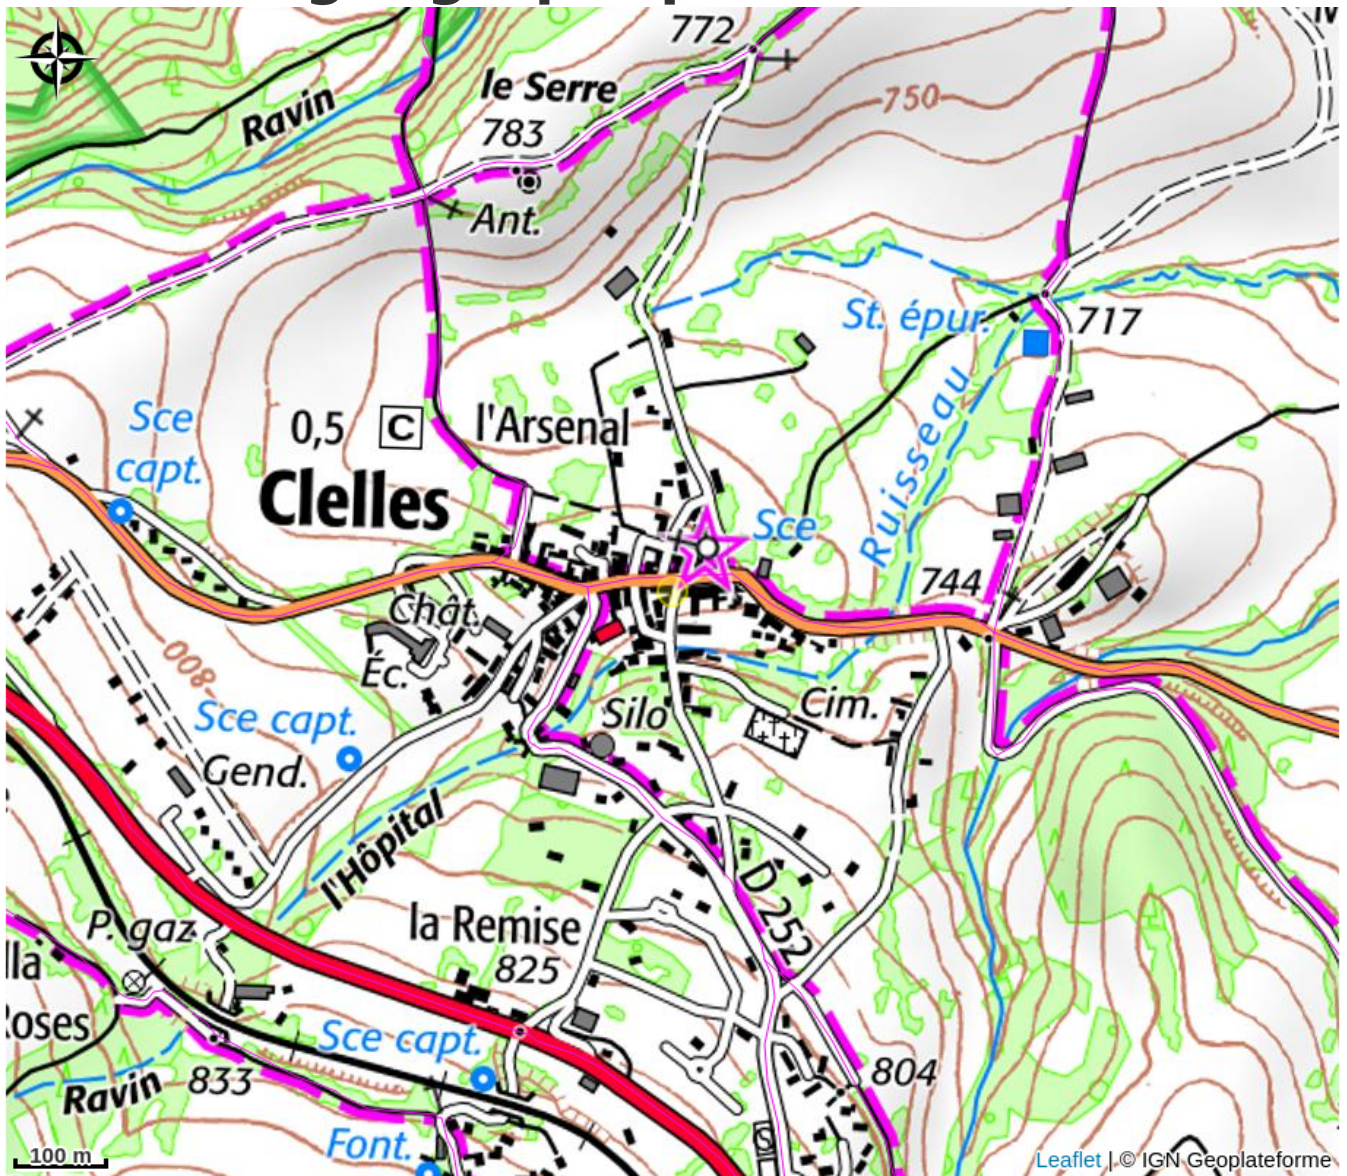 772
le Serre
750
Ravin
783
Ant.
St. épur.
717
Sce
capt.
0,5
C
l'Arsenal
Clelles
Ruisseau
Sce
744
Chât.
Éc.
800
Sce capt.
Silo
Cim.
Gend.
l'Hôpital
D 252
P. gaz
la Remise
lla
825
Roses
Sce capt.
Ravin
833
804
Font.
S
100 m
Leaflet | © IGN Geoplateforme